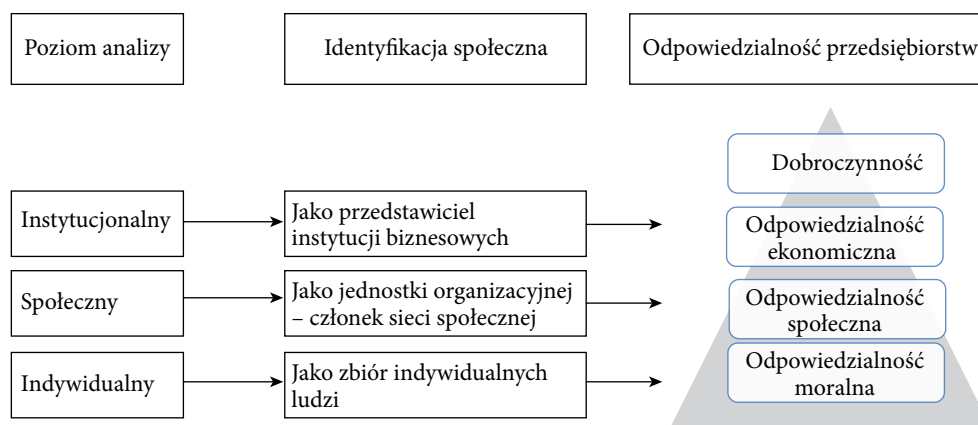 Poziom analizy
Identyfikacja społeczna
Odpowiedzialność przedsiębiorstw
Dobroczynność
Instytucjonalny
Jako przedstawiciel
instytucji biznesowych
Odpowiedzialność
ekonomiczna
Społeczny
Jako jednostki organizacyjnej
– członek sieci społecznej
Odpowiedzialność
społeczna
Indywidualny
Jako zbiór indywidualnych
ludzi
Odpowiedzialność
moralna